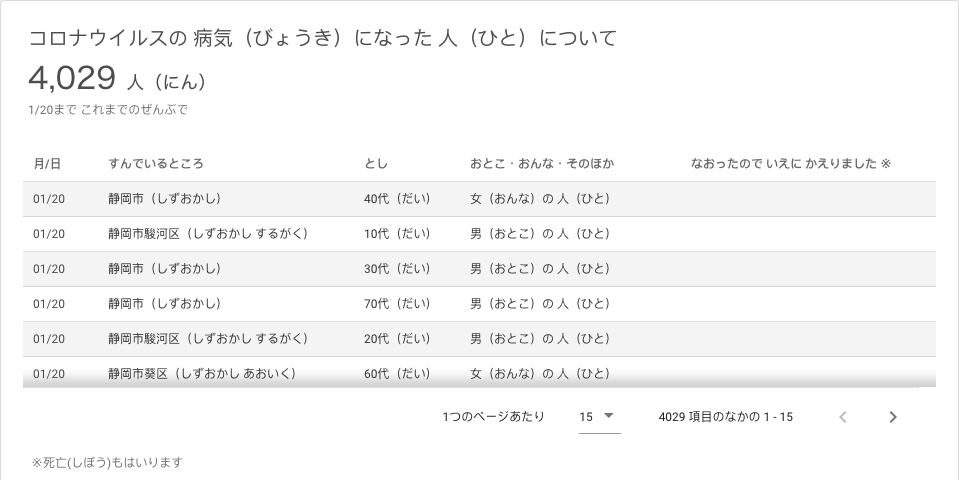 コロナウイルスの 病気（びょうき）になった 人（ひと）について
4,029 人（にん）
1/20まで これまでのぜんぶで
月/日 すんでいるところ とし おとこ・おんな・そのほか なおったので いえに かえりました ※
01/20 静岡市（しずおかし） 40代（だい） 女（おんな）の 人（ひと）
01/20 静岡市駿河区（しずおかし するがく） 10代（だい） 男（おとこ）の 人（ひと）
01/20 静岡市（しずおかし） 30代（だい） 男（おとこ）の 人（ひと）
01/20 静岡市（しずおかし） 70代（だい） 男（おとこ）の 人（ひと）
01/20 静岡市駿河区（しずおかし するがく） 20代（だい） 男（おとこ）の 人（ひと）
01/20 静岡市葵区（しずおかし あおいく） 60代（だい） 女（おんな）の 人（ひと）
1つのページあたり 15 4029 項目のなかの 1 - 15
※死亡(しぼう)もはいります